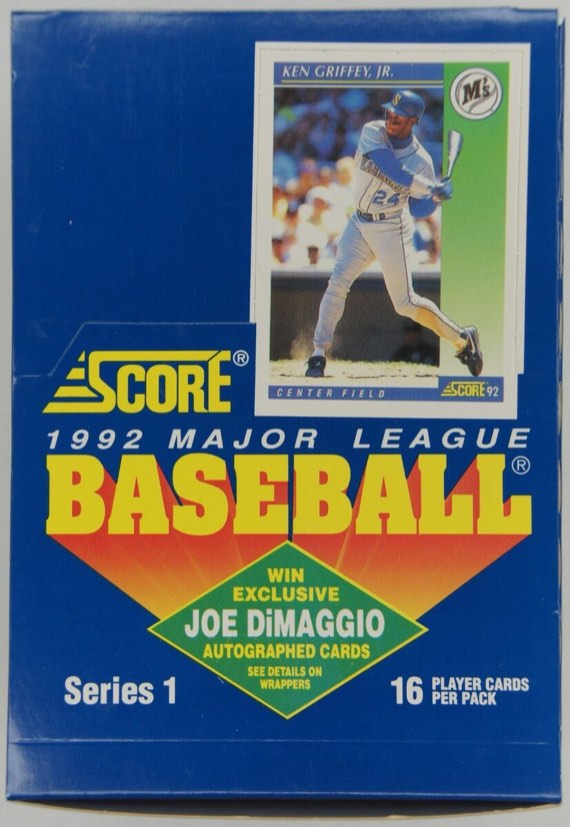 KEN GRIFFEY, JR.
M's
S
24
CENTER FIELD
SCORE 92
SCORE®
1992 MAJOR LEAGUE
BASEBALL®
WIN
EXCLUSIVE
JOE DiMAGGIO
AUTOGRAPHED CARDS
SEE DETAILS ON
WRAPPERS
Series 1
16 PLAYER CARDS
PER PACK